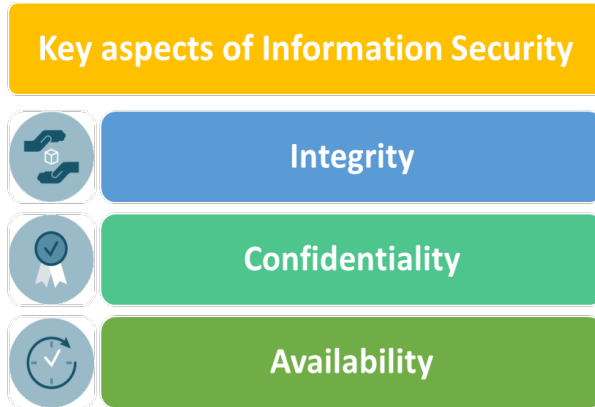 Key aspects of Information Security
Integrity
Confidentiality
Availability